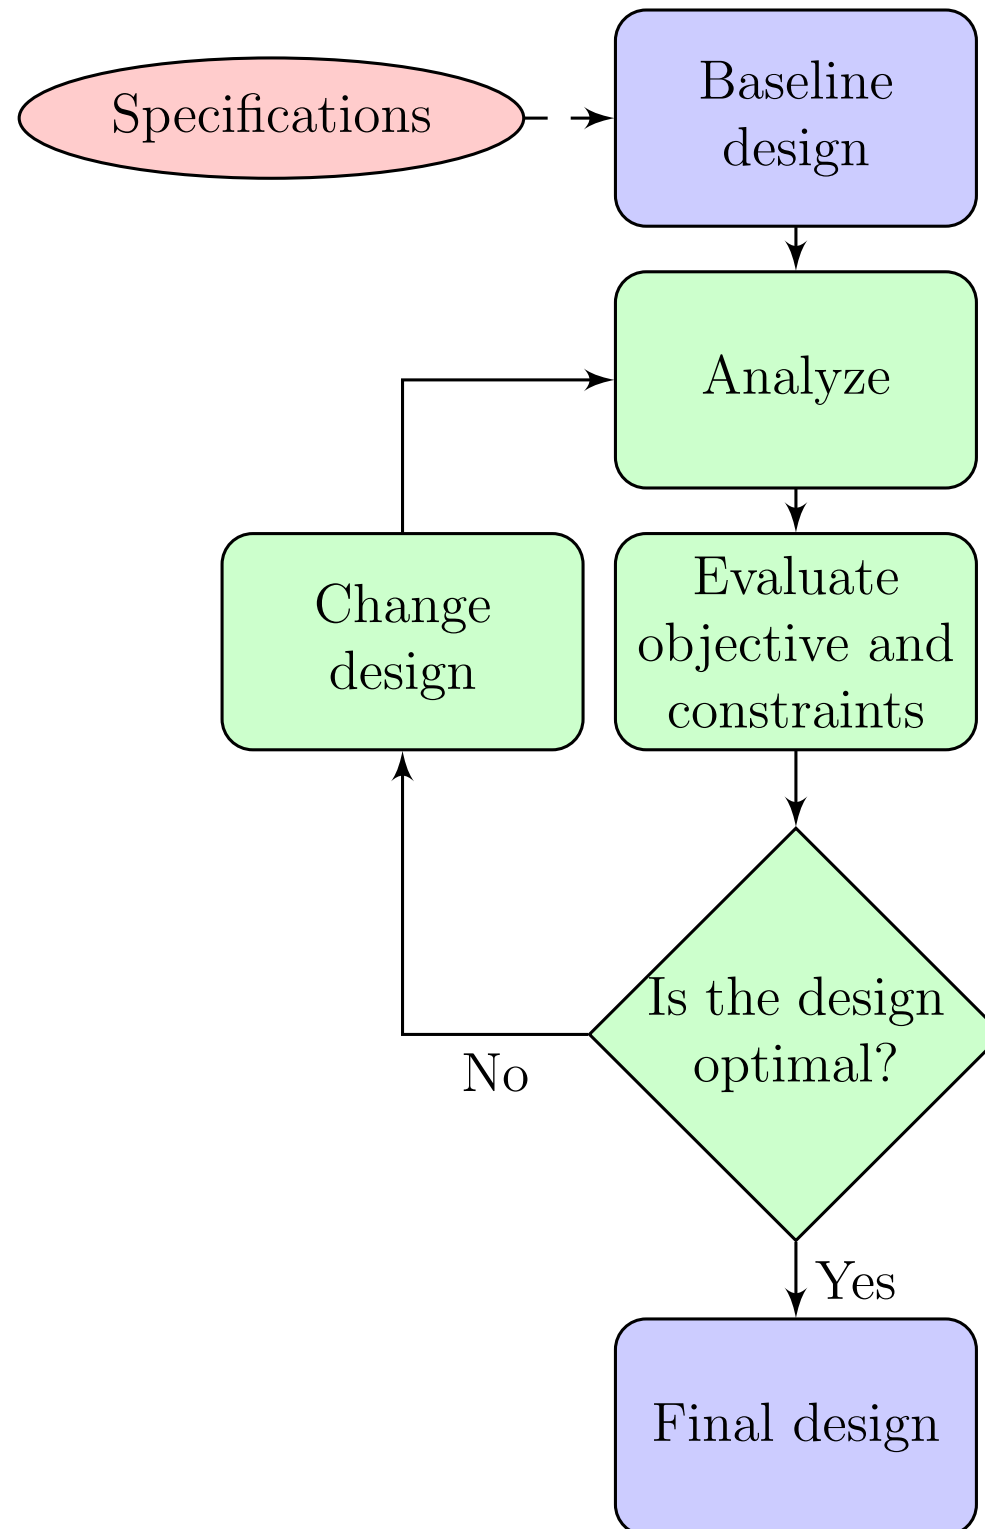 Specifications
Baseline
design
Analyze
Change
design
Evaluate
objective and
constraints
Is the design
optimal?
No
Yes
Final design